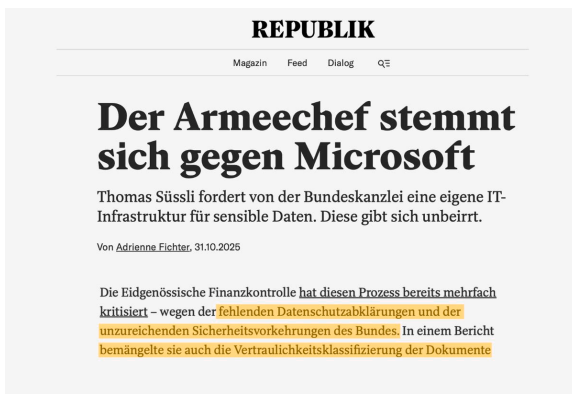 REPUBLIK
Magazin Feed Dialog
Der Armeechef stemmt
sich gegen Microsoft
Thomas Süssli fordert von der Bundeskanzlei eine eigene IT-
Infrastruktur für sensible Daten. Diese gibt sich unbeirrt.
Von Adrienne Fichter, 31.10.2025
Die Eidgenössische Finanzkontrolle hat diesen Prozess bereits mehrfach
kritisiert – wegen der fehlenden Datenschutzabklärungen und der
unzureichenden Sicherheitsvorkehrungen des Bundes. In einem Bericht
bemängelte sie auch die Vertraulichkeitsklassifizierung der Dokumente